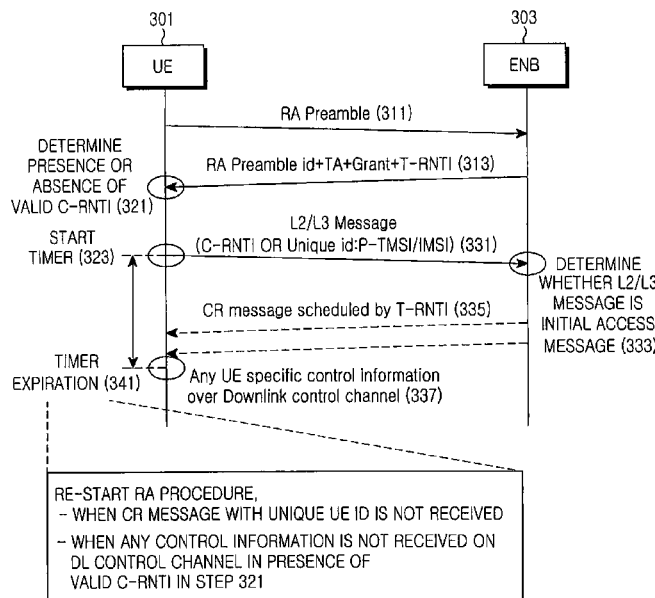 301
303
UE
ENB
RA Preamble (311)
DETERMINE
PRESENCE OR
ABSENCE OF
VALID C-RNTI (321)
RA Preamble id+TA+Grant+T-RNTI (313)
START
TIMER (323)
L2/L3 Message
(C-RNTI OR Unique id:P-TMSI/IMSI) (331)
DETERMINE
WHETHER L2/L3
MESSAGE IS
INITIAL ACCESS
MESSAGE (333)
CR message scheduled by T-RNTI (335)
TIMER
EXPIRATION (341)
Any UE specific control information
over Downlink control channel (337)
RE-START RA PROCEDURE,
- WHEN CR MESSAGE WITH UNIQUE UE ID IS NOT RECEIVED
- WHEN ANY CONTROL INFORMATION IS NOT RECEIVED ON
DL CONTROL CHANNEL IN PRESENCE OF
VALID C-RNTI IN STEP 321